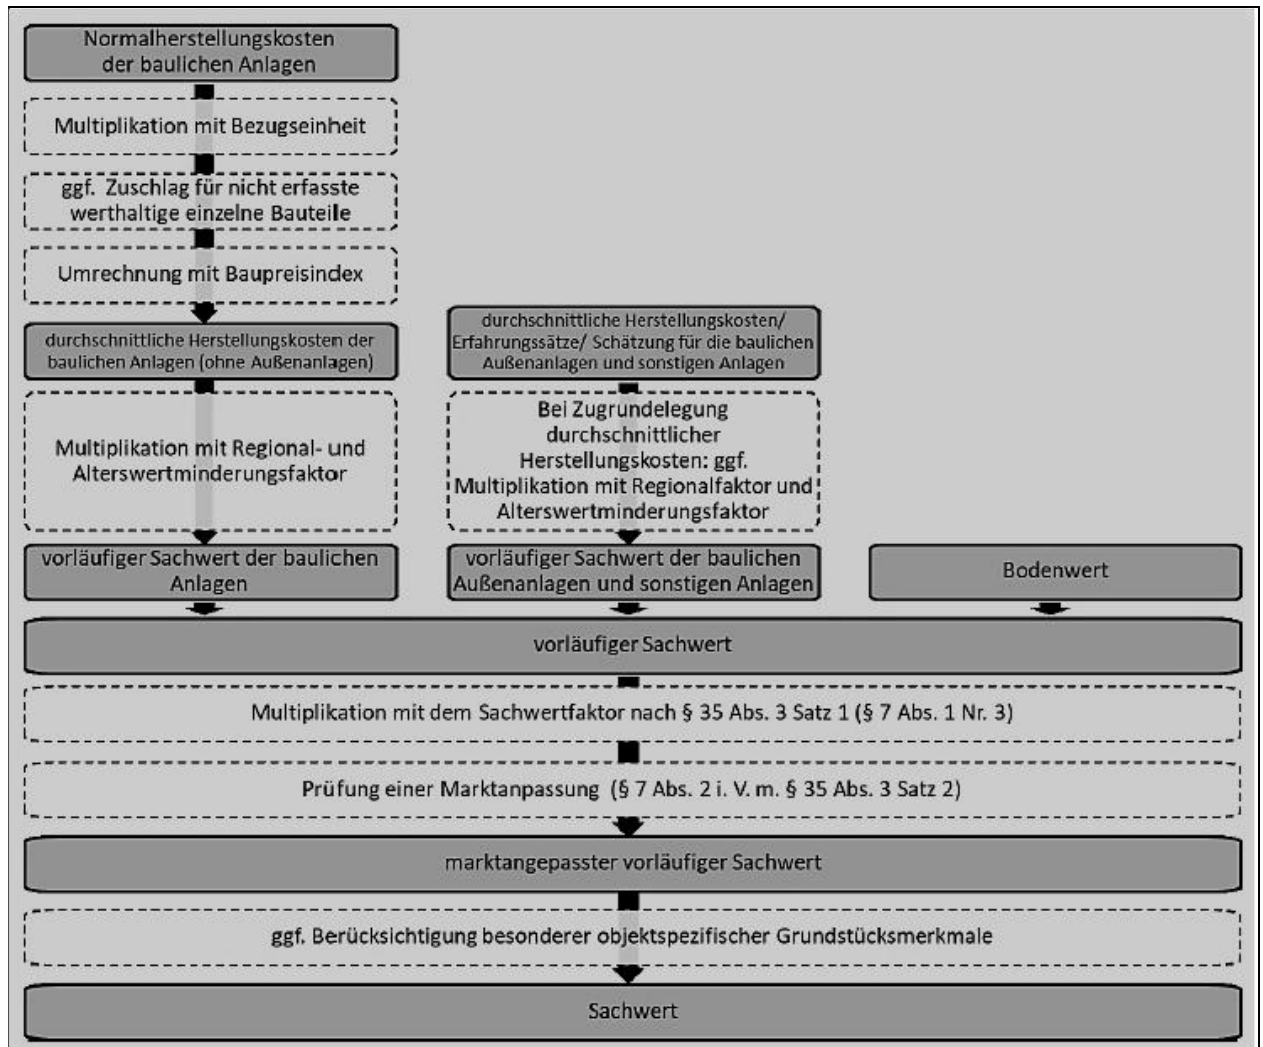 Normalherstellungskosten
der baulichen Anlagen
Multiplikation mit Bezugseinheit
ggf. Zuschlag für nicht erfasste
werthaltige einzelne Bauteile
Umrechnung mit Baupreisindex
durchschnittliche Herstellungskosten der
baulichen Anlagen (ohne Außenanlagen)
Multiplikation mit Regional- und
Alterswertminderungsfaktor
vorläufiger Sachwert der baulichen
Anlagen
durchschnittliche Herstellungskosten/
Erfahrungssätze/ Schätzung für die baulichen
Außenanlagen und sonstigen Anlagen
Bei Zugrundelegung
durchschnittlicher
Herstellungskosten: ggf.
Multiplikation mit Regionalfaktor und
Alterswertminderungsfaktor
vorläufiger Sachwert der baulichen
Außenanlagen und sonstigen Anlagen
Bodenwert
vorläufiger Sachwert
Multiplikation mit dem Sachwertfaktor nach § 35 Abs. 3 Satz 1 (§ 7 Abs. 1 Nr. 3)
Prüfung einer Marktanpassung (§ 7 Abs. 2 i. V. m. § 35 Abs. 3 Satz 2)
marktangepasster vorläufiger Sachwert
ggf. Berücksichtigung besonderer objektspezifischer Grundstücksmerkmale
Sachwert